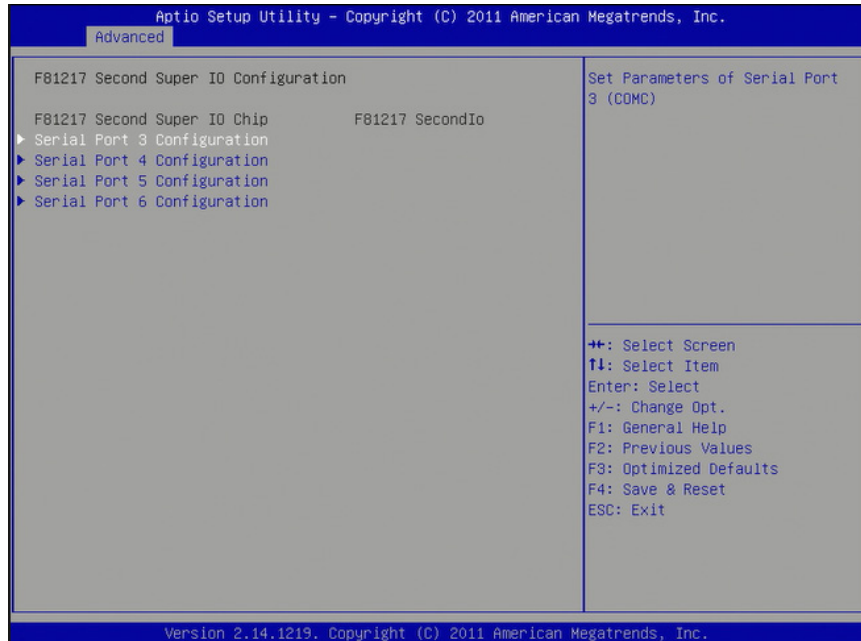 Aptio Setup Utility – Copyright (C) 2011 American Megatrends, Inc.
Advanced
F81217 Second Super IO Configuration
F81217 Second Super IO Chip F81217 SecondIo
▶ Serial Port 3 Configuration
▶ Serial Port 4 Configuration
▶ Serial Port 5 Configuration
▶ Serial Port 6 Configuration
Set Parameters of Serial Port
3 (COMC)
→←: Select Screen
↑↓: Select Item
Enter: Select
+/-: Change Opt.
F1: General Help
F2: Previous Values
F3: Optimized Defaults
F4: Save & Reset
ESC: Exit
Version 2.14.1219. Copyright (C) 2011 American Megatrends, Inc.